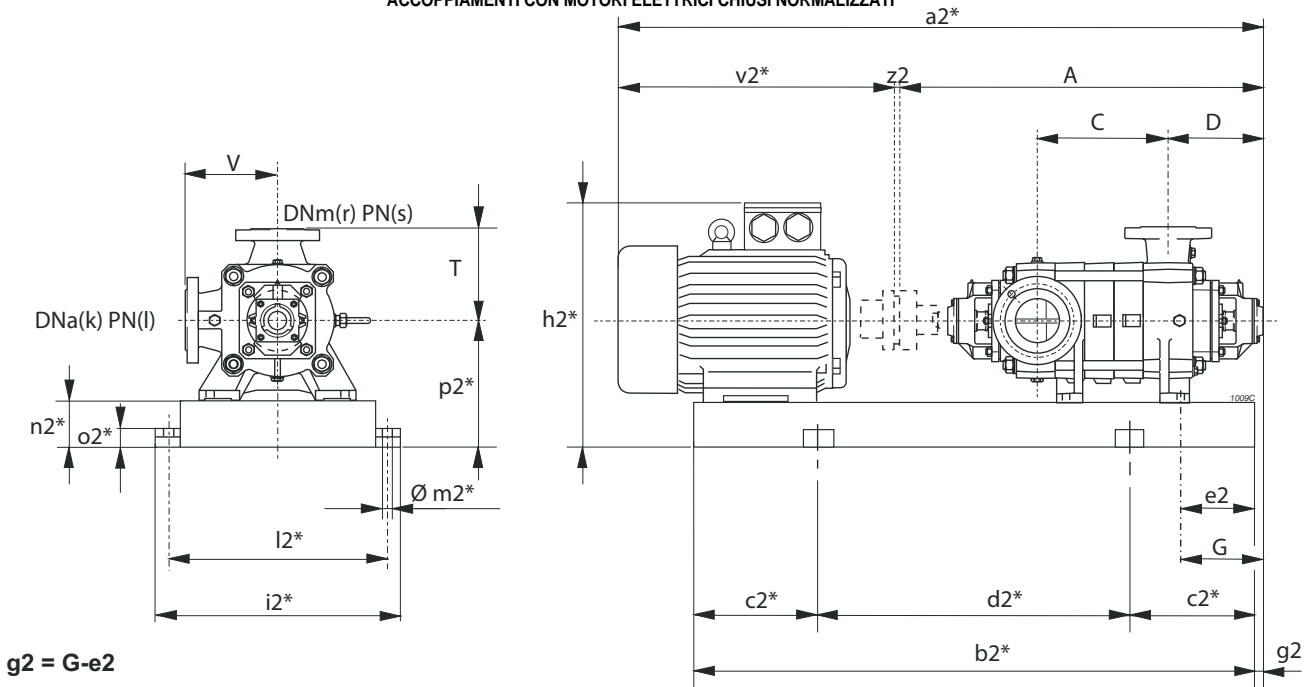 ACCOPPIAMENTI CON MOTORI ELETTRICI CHIUSI NORMALIZZATI
a2*
v2*
z2
A
C
D
V
DNm(r) PN(s)
T
DNa(k) PN(l)
h2*
p2*
n2*
o2*
1009C
Ø m2*
e2
l2*
G
i2*
c2*
d2*
c2*
b2*
g2
g2 = G-e2